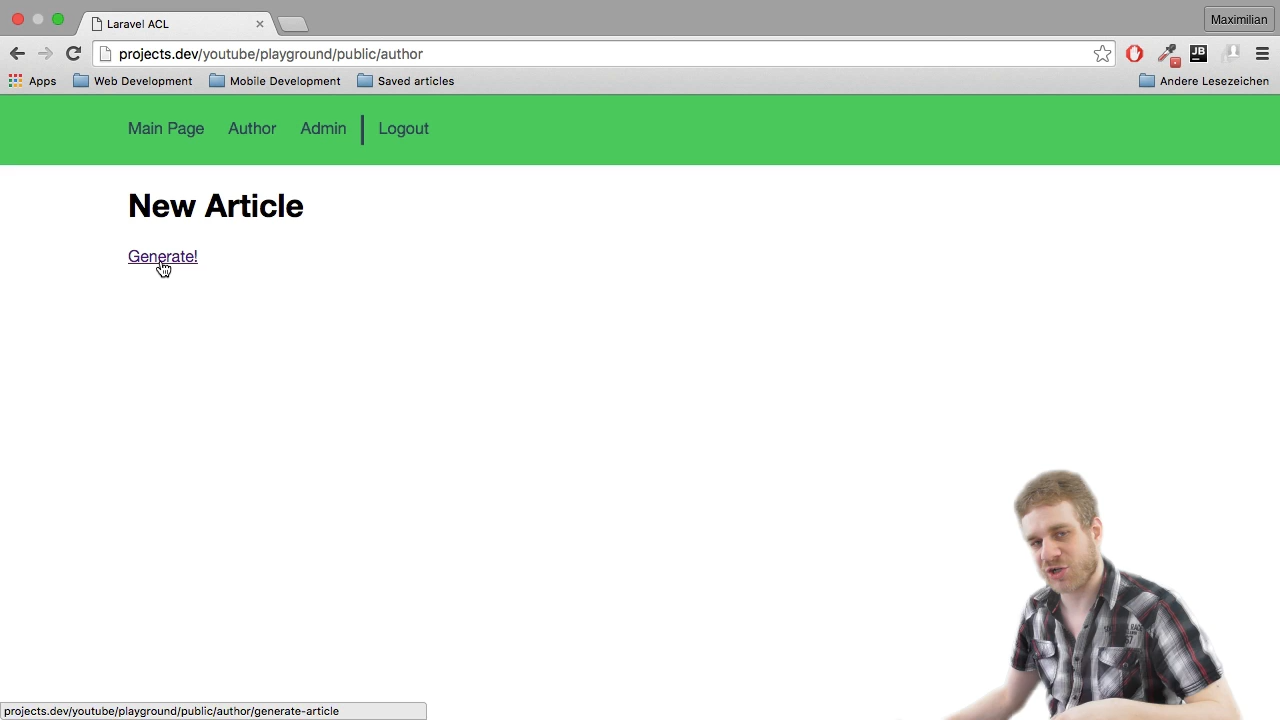 Laravel ACL
Maximilian
projects.dev/youtube/playground/public/author
JB
Apps Web Development Mobile Development Saved articles Andere Lesezeichen
Main Page Author Admin Logout
New Article
Generate!
projects.dev/youtube/playground/public/author/generate-article